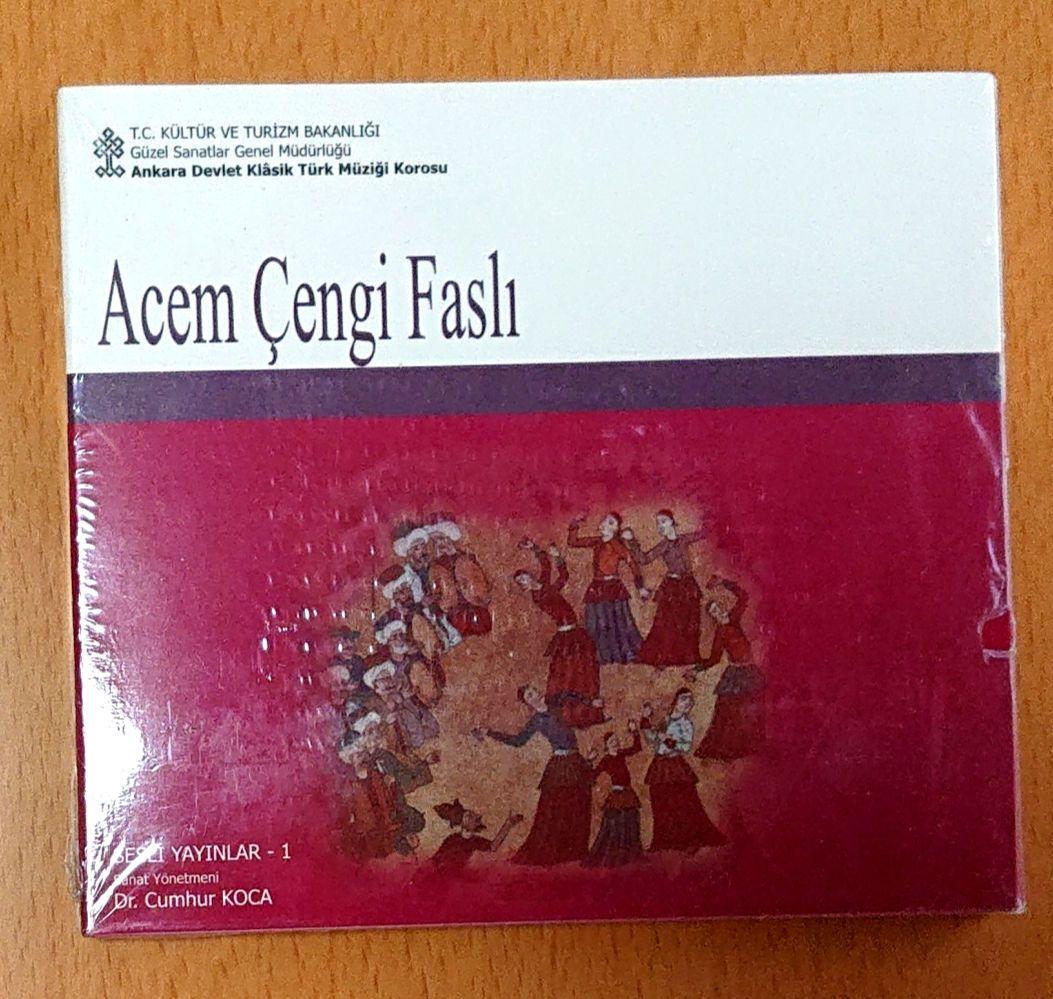 T.C. KÜLTÜR VE TURİZM BAKANLIĞI
Güzel Sanatlar Genel Müdürlüğü
Ankara Devlet Klâsik Türk Müziği Korosu
Acem Çengi Faslı
SESLİ YAYINLAR - 1
Sanat Yönetmeni
Dr. Cumhur KOCA